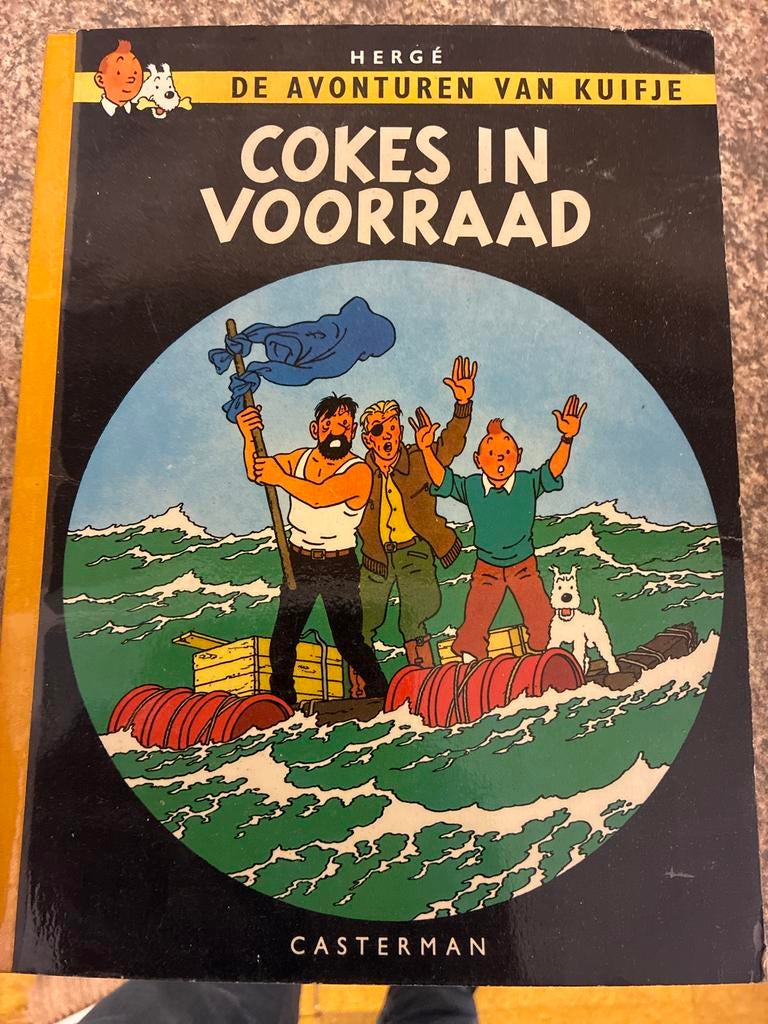 HERGÉ
DE AVONTUREN VAN KUIFJE
COKES IN
VOORRAAD
CASTERMAN